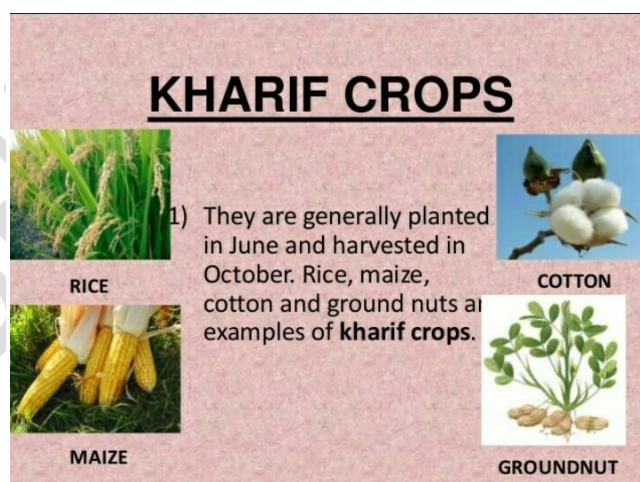 KHARIF CROPS
1) They are generally planted
in June and harvested in
October. Rice, maize,
cotton and ground nuts
examples of kharif crops.
RICE
COTTON
MAIZE
GROUNDNUT